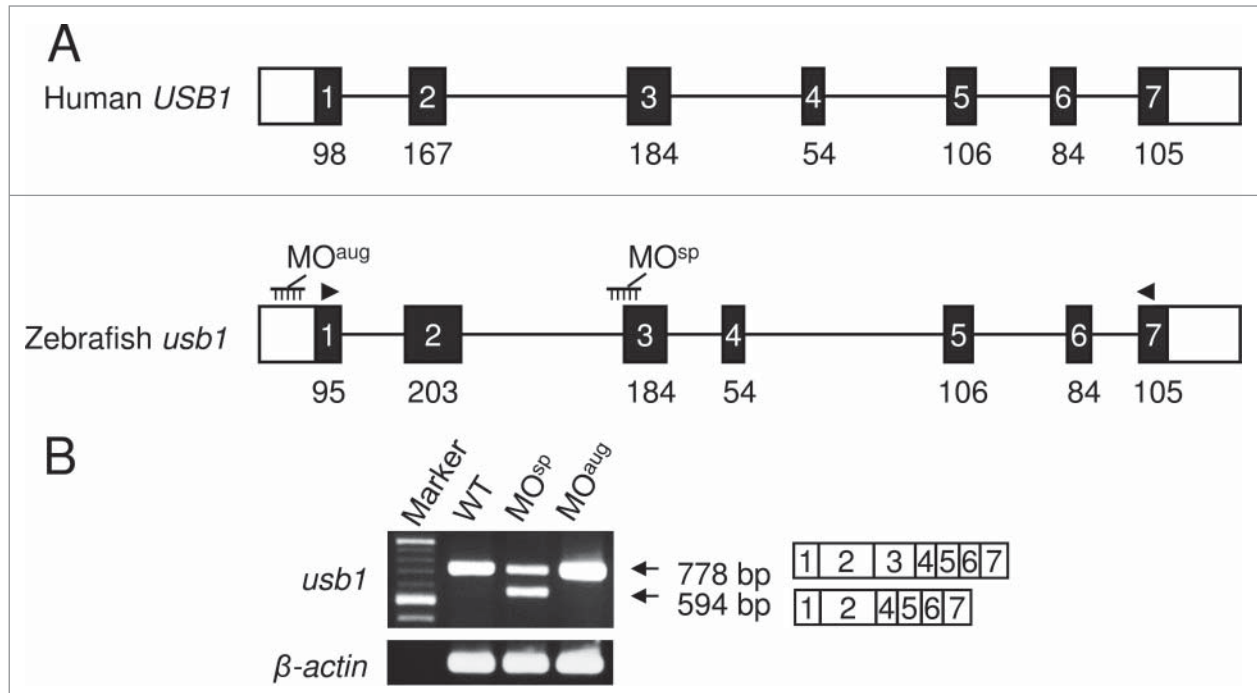 A
Human USB1
1 2 3 4 5 6 7
98 167 184 54 106 84 105
MOaug MOsp
Zebrafish usb1
1 2 3 4 5 6 7
95 203 184 54 106 84 105
B
Marker WT MOsp MOaug
usb1
778 bp 1 2 3 4 5 6 7
594 bp 1 2 4 5 6 7
β-actin